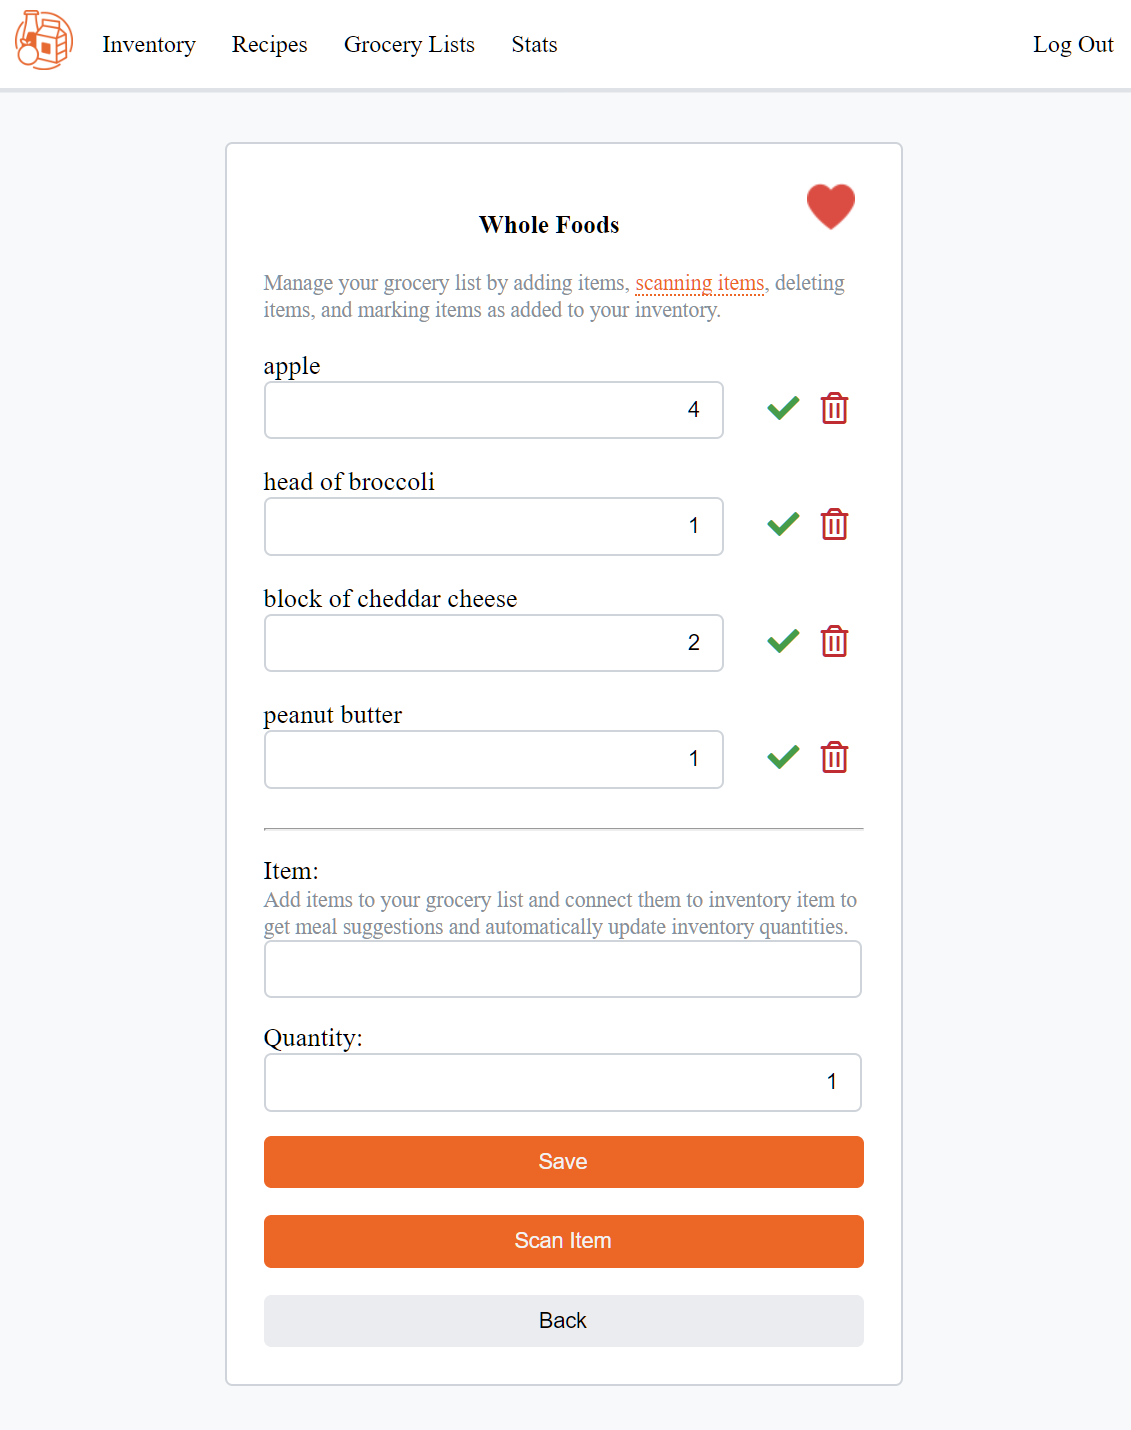 Inventory Recipes Grocery Lists Stats Log Out
Whole Foods
Manage your grocery list by adding items, scanning items, deleting
items, and marking items as added to your inventory.
apple
4
head of broccoli
1
block of cheddar cheese
2
peanut butter
1
Item:
Add items to your grocery list and connect them to inventory item to
get meal suggestions and automatically update inventory quantities.
Quantity:
1
Save
Scan Item
Back